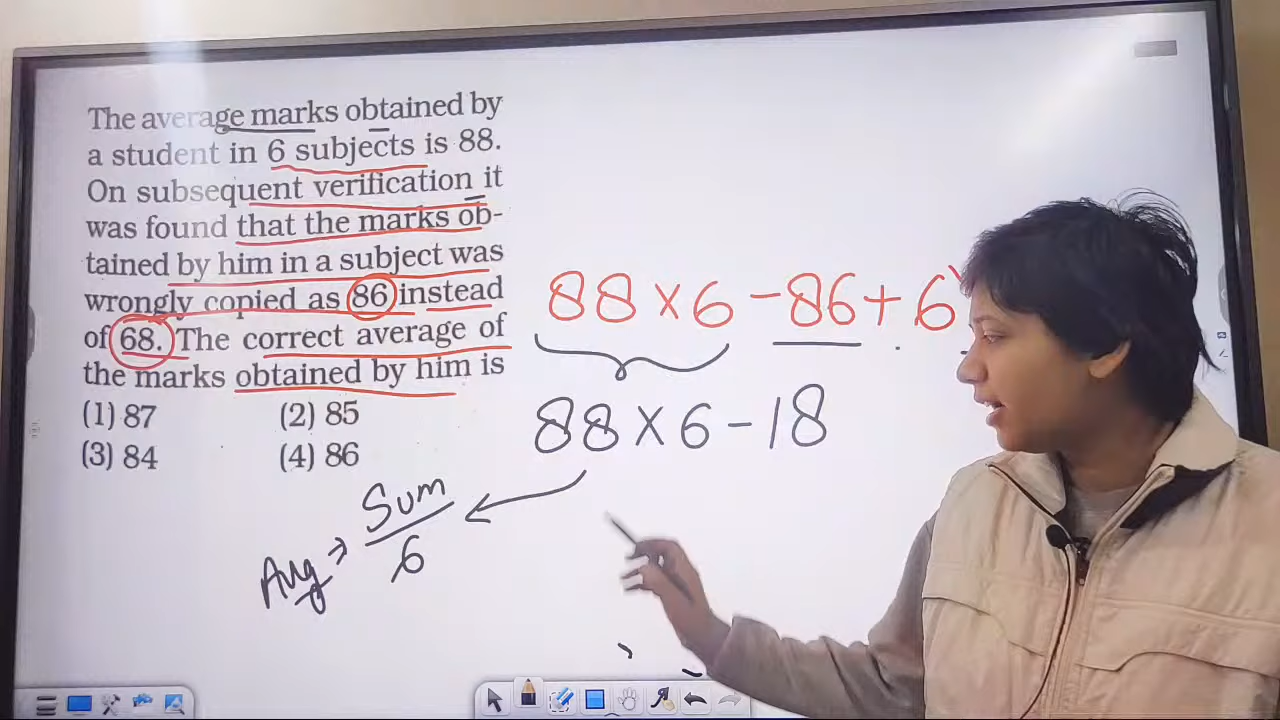 The average marks obtained by
a student in 6 subjects is 88.
On subsequent verification it
was found that the marks ob-
tained by him in a subject was
wrongly copied as 86 instead
of 68. The correct average of
the marks obtained by him is
(1) 87 (2) 85
(3) 84 (4) 86
88 × 6 - 86 + 6
88 × 6 - 18
Sum
Avg ⇒
6